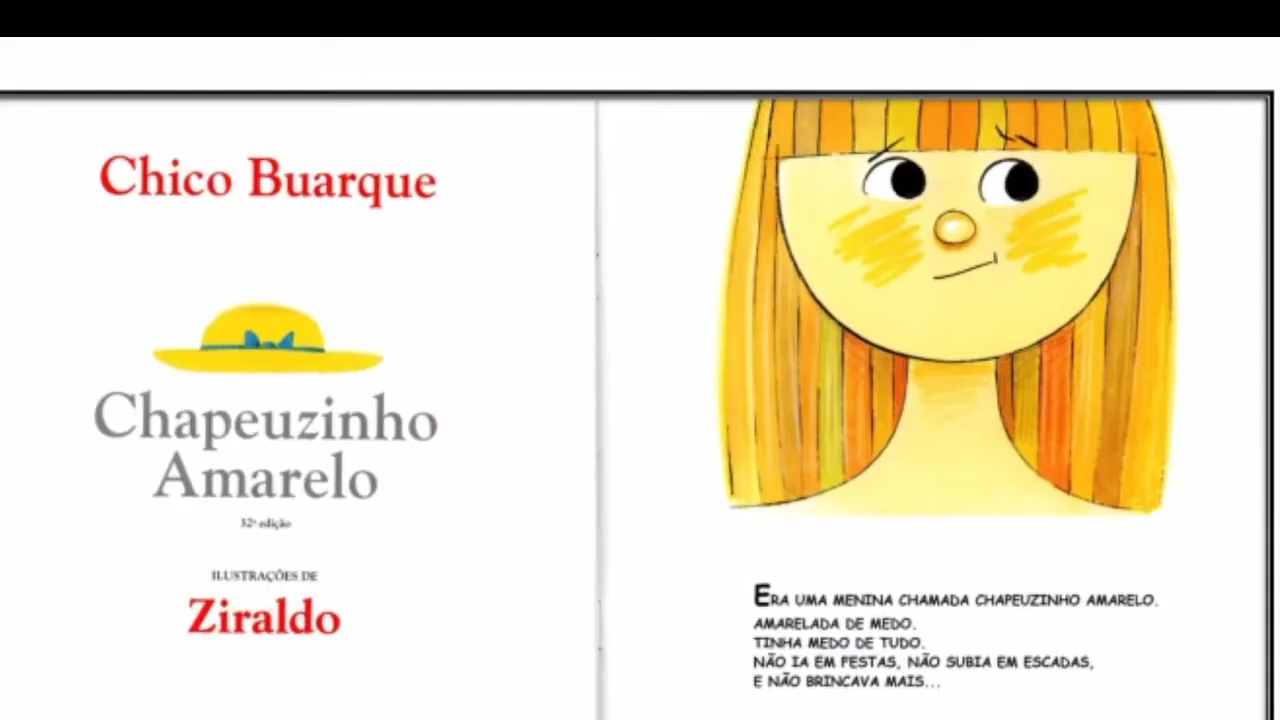 Chico Buarque
Chapeuzinho
Amarelo
32ª edição
ILUSTRAÇÕES DE
Ziraldo
ERA UMA MENINA CHAMADA CHAPEUZINHO AMARELO.
AMARELADA DE MEDO.
TINHA MEDO DE TUDO.
NÃO IA EM FESTAS, NÃO SUBIA EM ESCADAS,
E NÃO BRINCAVA MAIS...